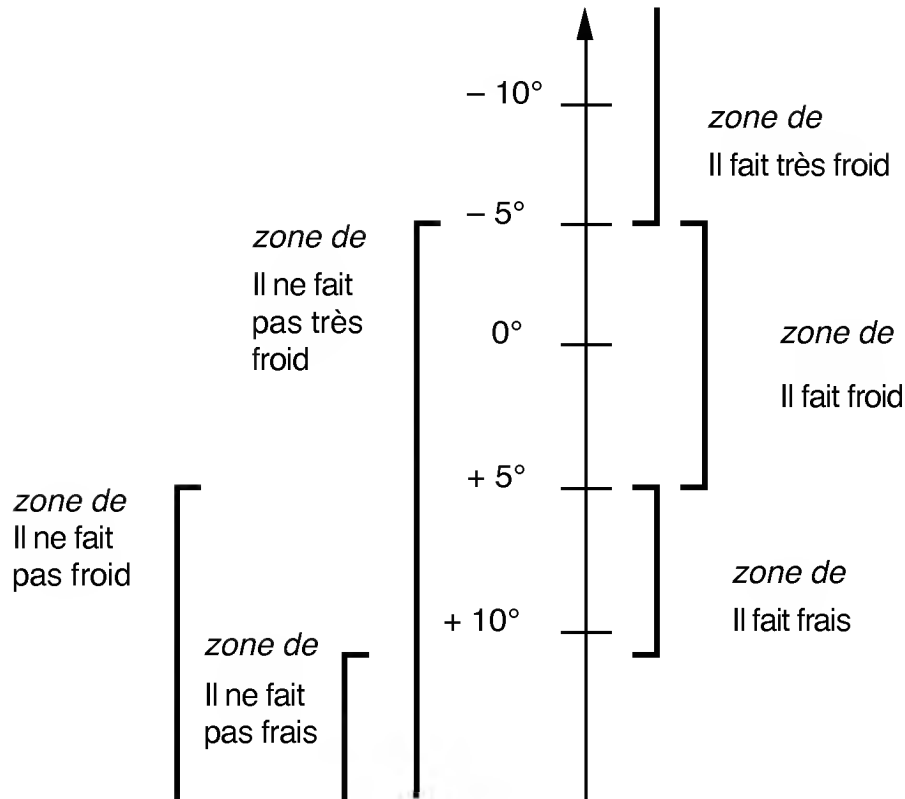 – 10°
zone de
Il fait très froid
– 5°
zone de
Il ne fait
pas très
froid
0°
zone de
Il fait froid
+ 5°
zone de
Il ne fait
pas froid
zone de
Il fait frais
+ 10°
zone de
Il ne fait
pas frais